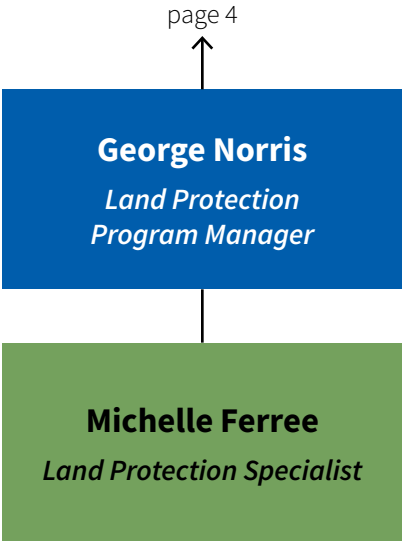 page 4
George Norris
Land Protection
Program Manager
Michelle Ferree
Land Protection Specialist